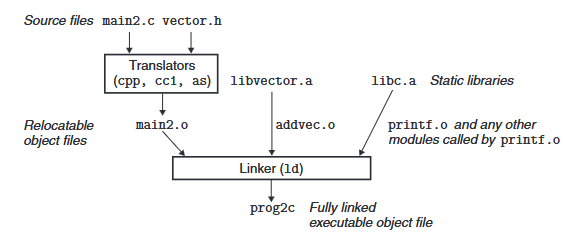 Source files main2.c vector.h
Translators
(cpp, cc1, as)
libvector.a
libc.a Static libraries
Relocatable
object files
main2.o
addvec.o
printf.o and any other
modules called by printf.o
Linker (ld)
prog2c Fully linked
executable object file